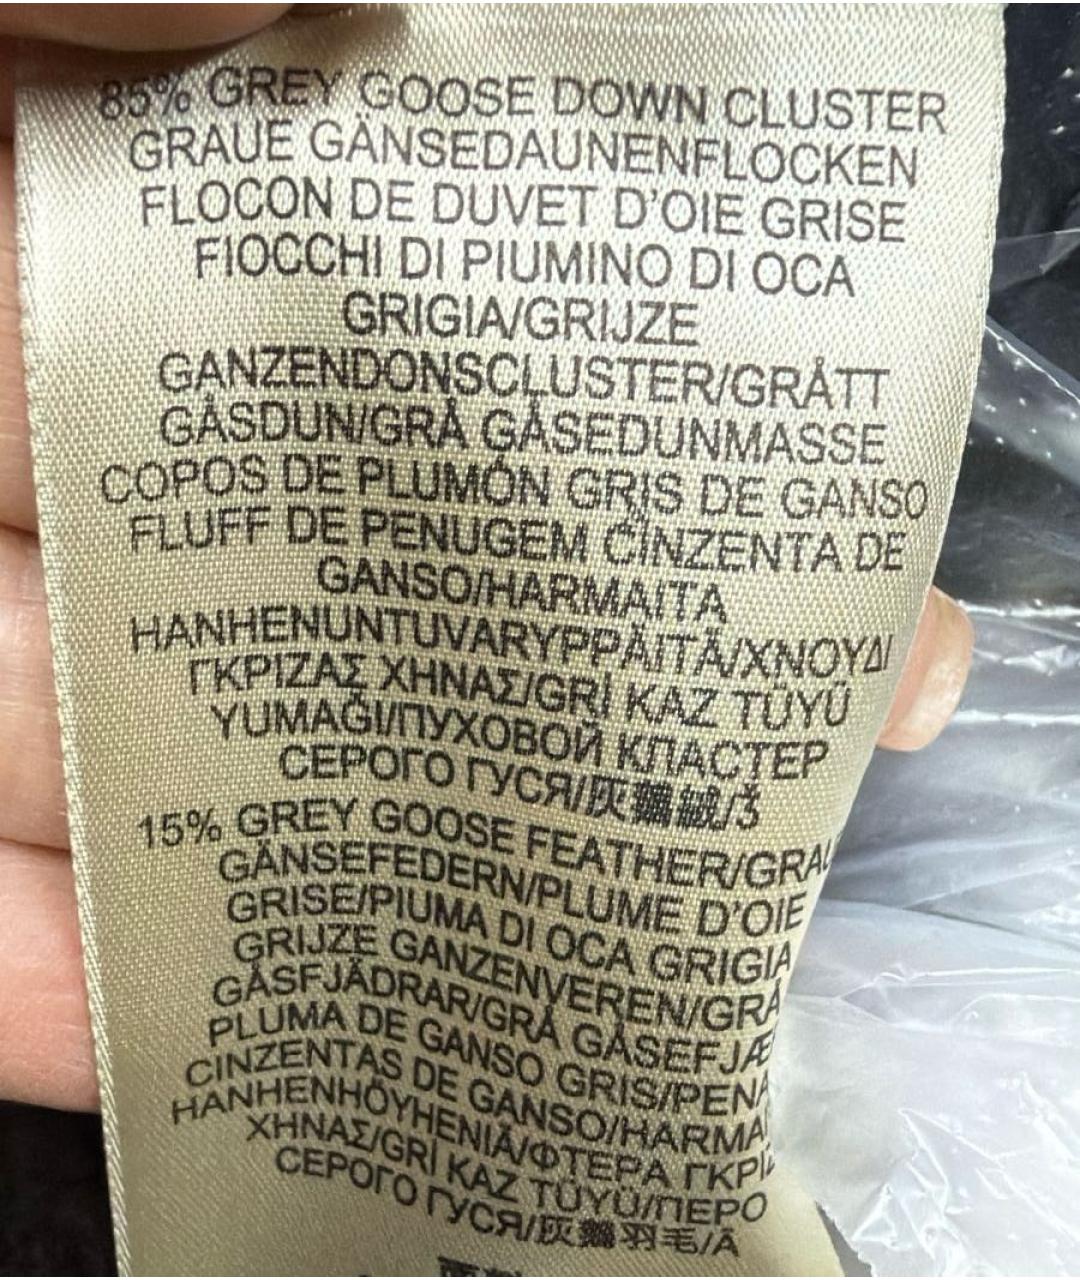 85% GREY GOOSE DOWN CLUSTER
GRAUE GÄNSEDAUNENFLOCKEN
FLOCON DE DUVET D'OIE GRISE
FIOCCHI DI PIUMINO DI OCA
GRIGIA/GRIJZE
GANZENDONSCLUSTER/GRÅTT
GÅSDUN/GRÅ GÅSEDUNMASSE
COPOS DE PLUMÓN GRIS DE GANSO
FLUFF DE PENUGEM CINZENTA DE
GANSO/HARMAITA
HANHENUNTUVARYPPÄITÄ/ΧΝΟΥΔΙ
ΓΚΡΙΖΑΣ ΧΗΝΑΣ/GRİ KAZ TÜYÜ
YUMAĞI/ПУХОВОЙ КЛАСТЕР
СЕРОГО ГУСЯ/灰鵝絨/3
15% GREY GOOSE FEATHER/GRAU
GÄNSEFEDERN/PLUME D'OIE
GRISE/PIUMA DI OCA GRIGIA
GRIJZE GANZENVEREN/GRÅ
GÅSFJÄDRAR/GRÅ GÅSEFJÆ
PLUMA DE GANSO GRIS/PENA
CINZENTAS DE GANSO/HARMA
HANHENHÖYHENIÄ/ΦΤΕΡΑ ΓΚΡΙΖ
ΧΗΝΑΣ/GRİ KAZ TÜYÜ/ПЕРО
СЕРОГО ГУСЯ/灰鵝羽毛/Ā